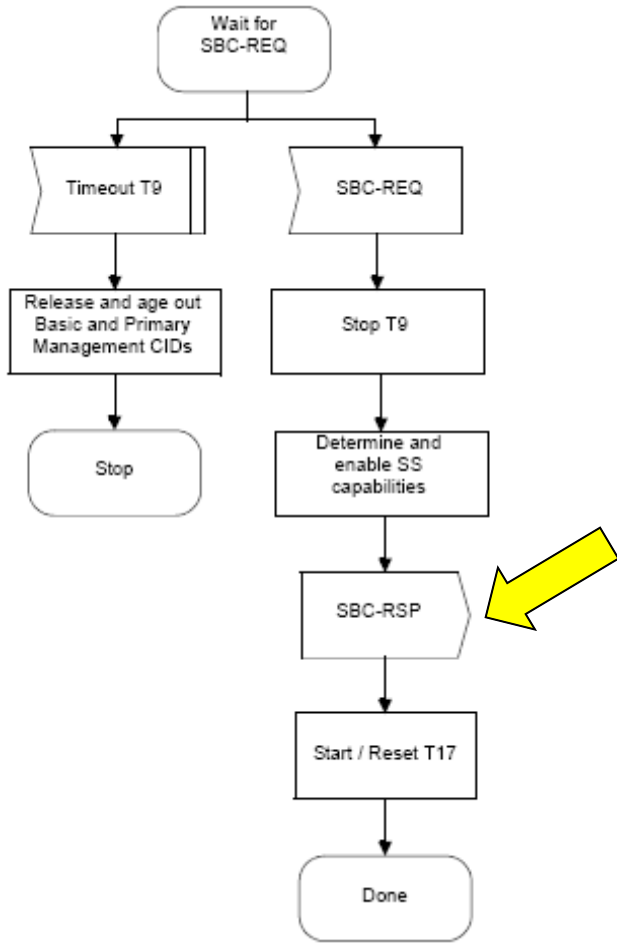 Wait for
SBC-REQ
Timeout T9
SBC-REQ
Release and age out
Basic and Primary
Management CIDs
Stop T9
Stop
Determine and
enable SS
capabilities
SBC-RSP
Start / Reset T17
Done